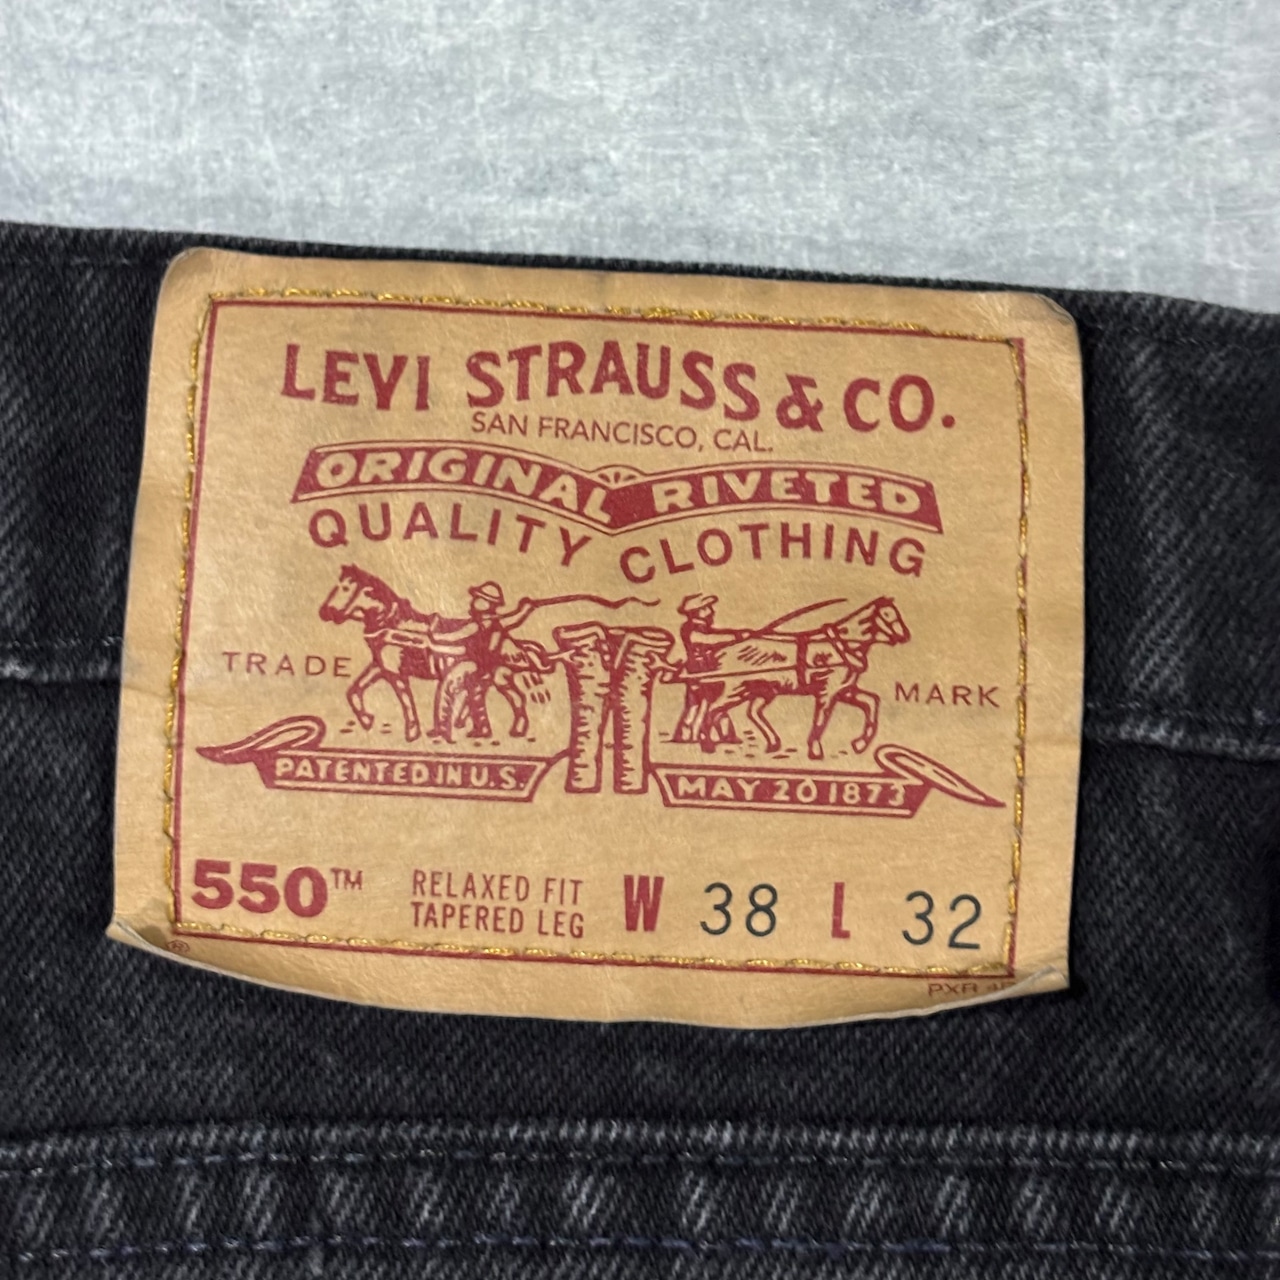 LEVI STRAUSS & CO.
SAN FRANCISCO, CAL.
ORIGINAL RIVETED
QUALITY CLOTHING
TRADE MARK
PATENTED IN U.S. MAY 20 1873
550™ RELAXED FIT W 38 L 32
TAPERED LEG
®
PXR